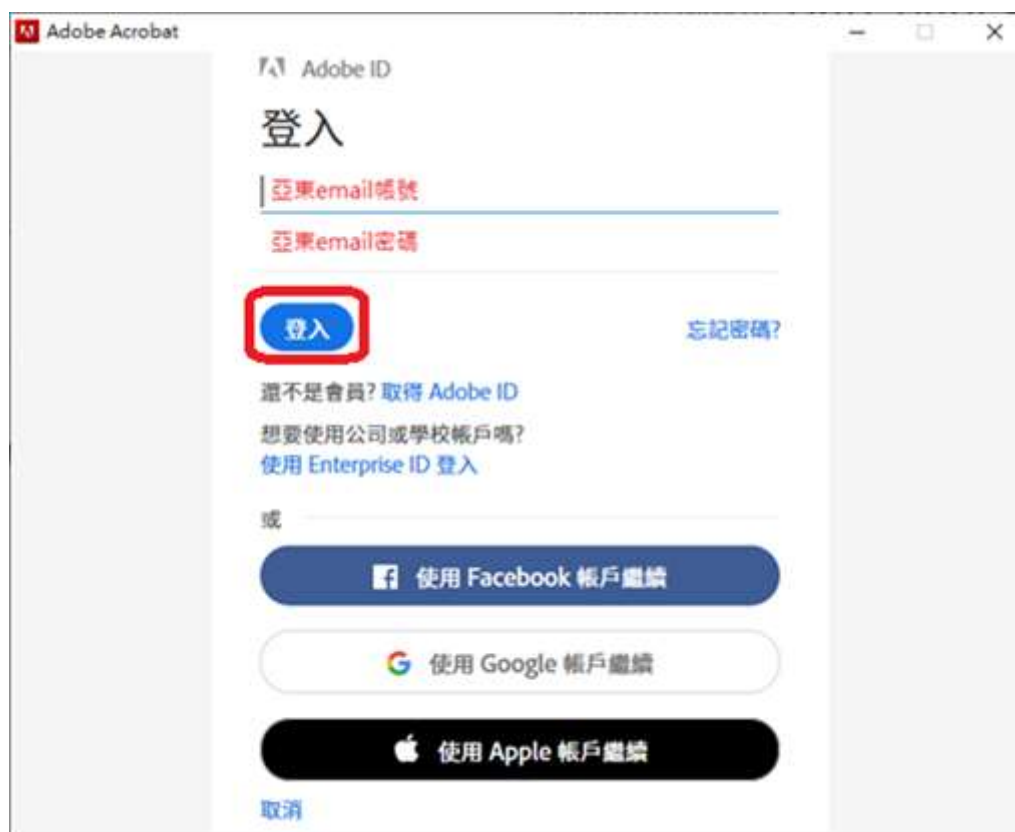 Adobe Acrobat
Adobe ID
登入
亞東email帳號
亞東email密碼
登入
忘記密碼?
還不是會員? 取得 Adobe ID
想要使用公司或學校帳戶嗎?
使用 Enterprise ID 登入
或
使用 Facebook 帳戶繼續
使用 Google 帳戶繼續
使用 Apple 帳戶繼續
取消